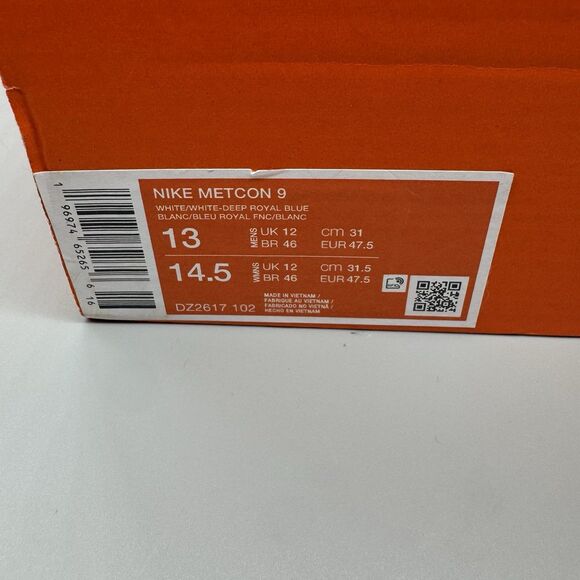 NIKE METCON 9
WHITE/WHITE-DEEP ROYAL BLUE
BLANC/BLEU ROYAL FNC/BLANC
13 MENS UK 12 CM 31
BR 46 EUR 47.5
14.5 WMNS UK 12 CM 31.5
BR 46 EUR 47.5
MADE IN VIETNAM /
FABRIQUE AU VIETNAM /
FABRICADO NO VIETNÃ /
HECHO EN VIETNAM
DZ2617 102
1 96974 65265 6 16